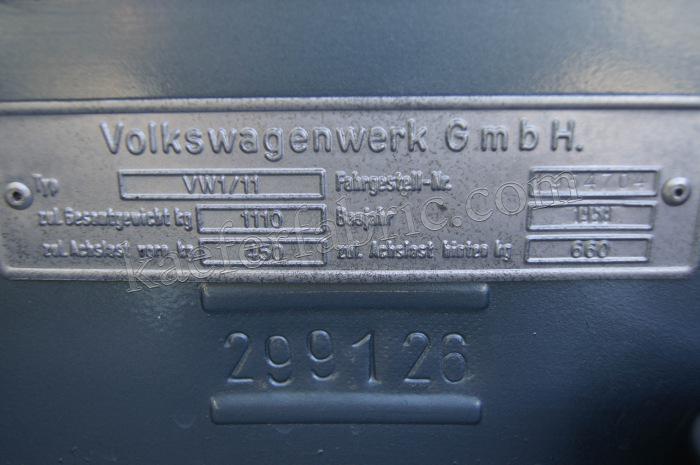 Volkswagenwerk G m b H.
Typ VW1/11 Fahrgestell-Nr.
zul. Gesamtgewicht kg 1110 Baujahr
zul. Achslast vorn kg 450 zul. Achslast hinten kg 660
kaeferfabric.com
299126